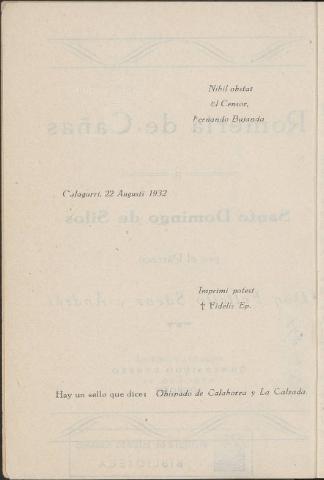 Nihil obstat
El Censor,
Fernando Bujanda
Calagurri, 22 Augusti 1932
Imprimi potest
† Fidelis Ep.
Hay un sello que dice: Obispado de Calahorra y La Calzada.